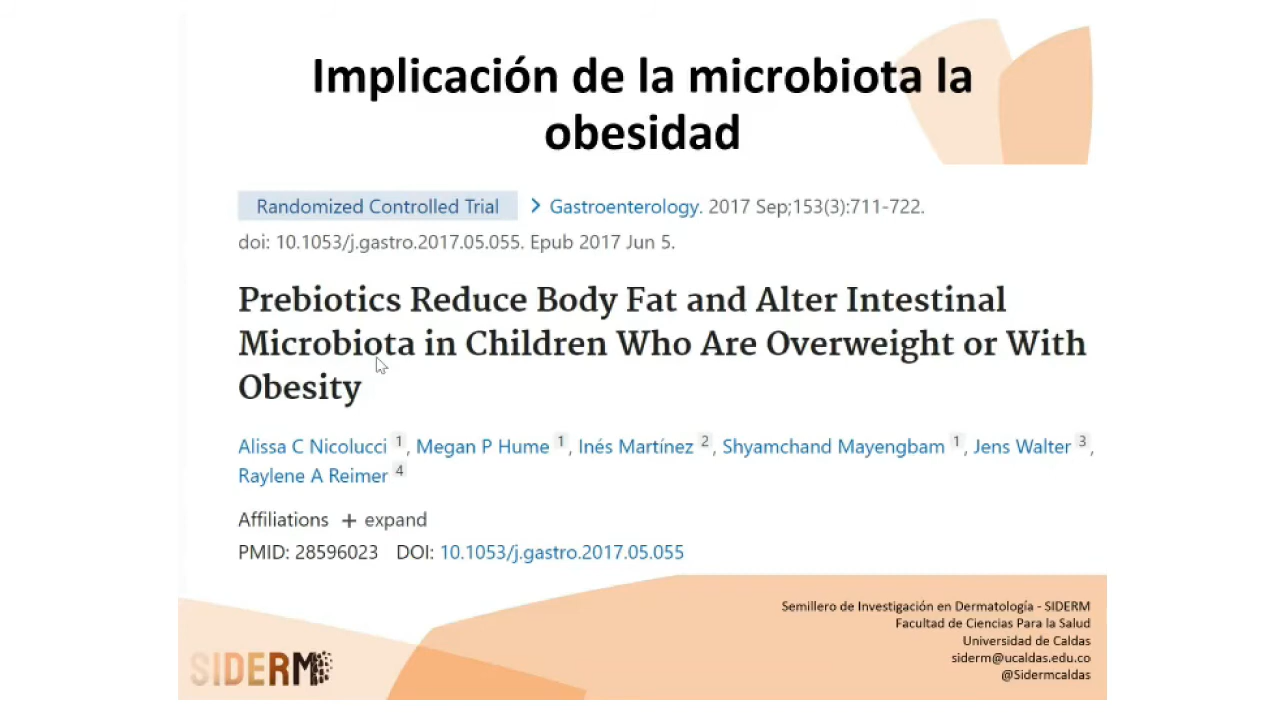 Implicación de la microbiota la
obesidad
Randomized Controlled Trial > Gastroenterology. 2017 Sep;153(3):711-722.
doi: 10.1053/j.gastro.2017.05.055. Epub 2017 Jun 5.
Prebiotics Reduce Body Fat and Alter Intestinal
Microbiota in Children Who Are Overweight or With
Obesity
Alissa C Nicolucci 1, Megan P Hume 1, Inés Martínez 2, Shyamchand Mayengbam 1, Jens Walter 3,
Raylene A Reimer 4
Affiliations + expand
PMID: 28596023 DOI: 10.1053/j.gastro.2017.05.055
Semillero de Investigación en Dermatología - SIDERM
Facultad de Ciencias Para la Salud
Universidad de Caldas
siderm@ucaldas.edu.co
@Sidermcaldas
SIDERM